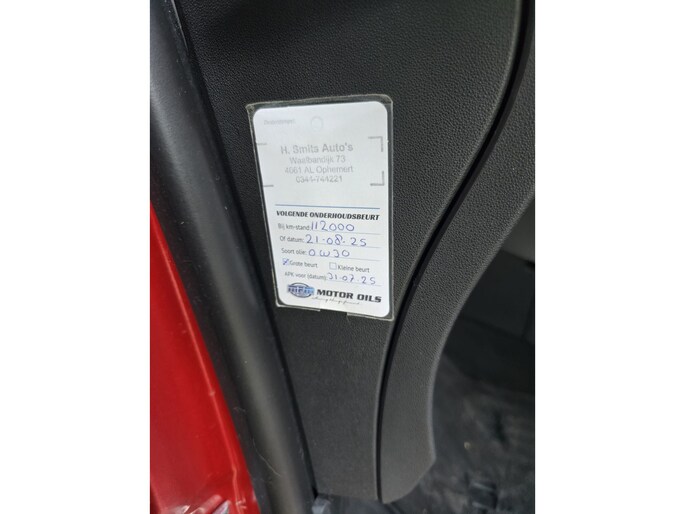 H. Smits Auto's
Waalbandijk 73
4061 AL Ophemert
0344-744221
VOLGENDE ONDERHOUDSBEURT
Bij km-stand: 112000
Of datum: 21-08-25
Soort olie: 0W30
Grote beurt Kleine beurt
APK voor (datum): 31-07-25
MOTOR OILS